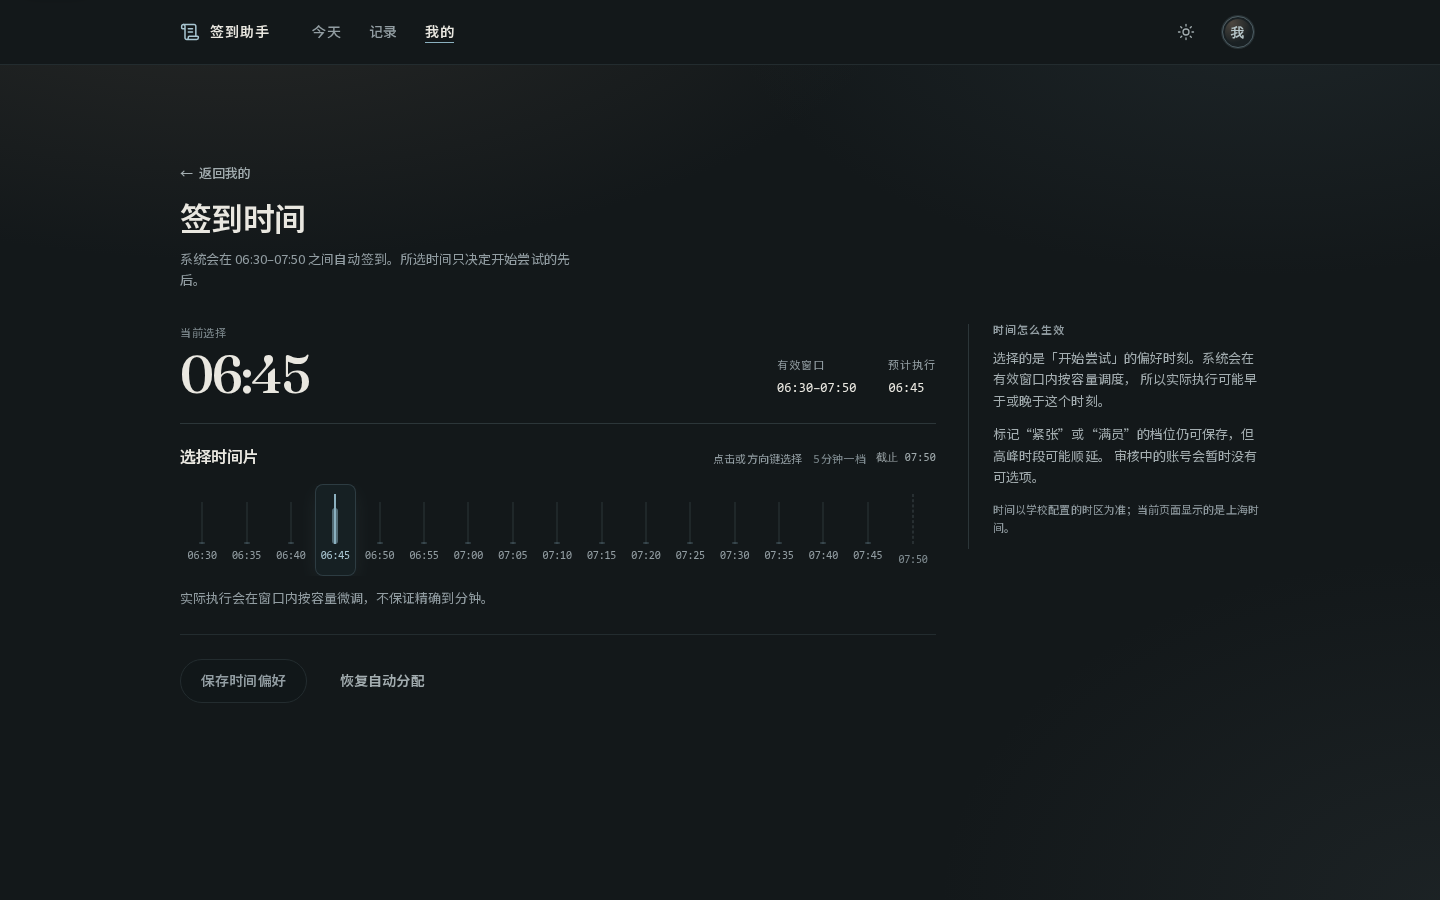 签到助手 今天 记录 我的 我
← 返回我的
签到时间
系统会在 06:30–07:50 之间自动签到。所选时间只决定开始尝试的先
后。
当前选择
06:45
有效窗口 预计执行
06:30–07:50 06:45
选择时间片
点击或方向键选择 5 分钟一档 截止 07:50
06:30 06:35 06:40 06:45 06:50 06:55 07:00 07:05 07:10 07:15 07:20 07:25 07:30 07:35 07:40 07:45 07:50
实际执行会在窗口内按容量微调，不保证精确到分钟。
保存时间偏好 恢复自动分配
时间怎么生效
选择的是「开始尝试」的偏好时刻。系统会在
有效窗口内按容量调度， 所以实际执行可能早
于或晚于这个时刻。
标记“紧张”或“满员”的档位仍可保存，但
高峰时段可能顺延。 审核中的账号会暂时没有
可选项。
时间以学校配置的时区为准；当前页面显示的是上海时
间。